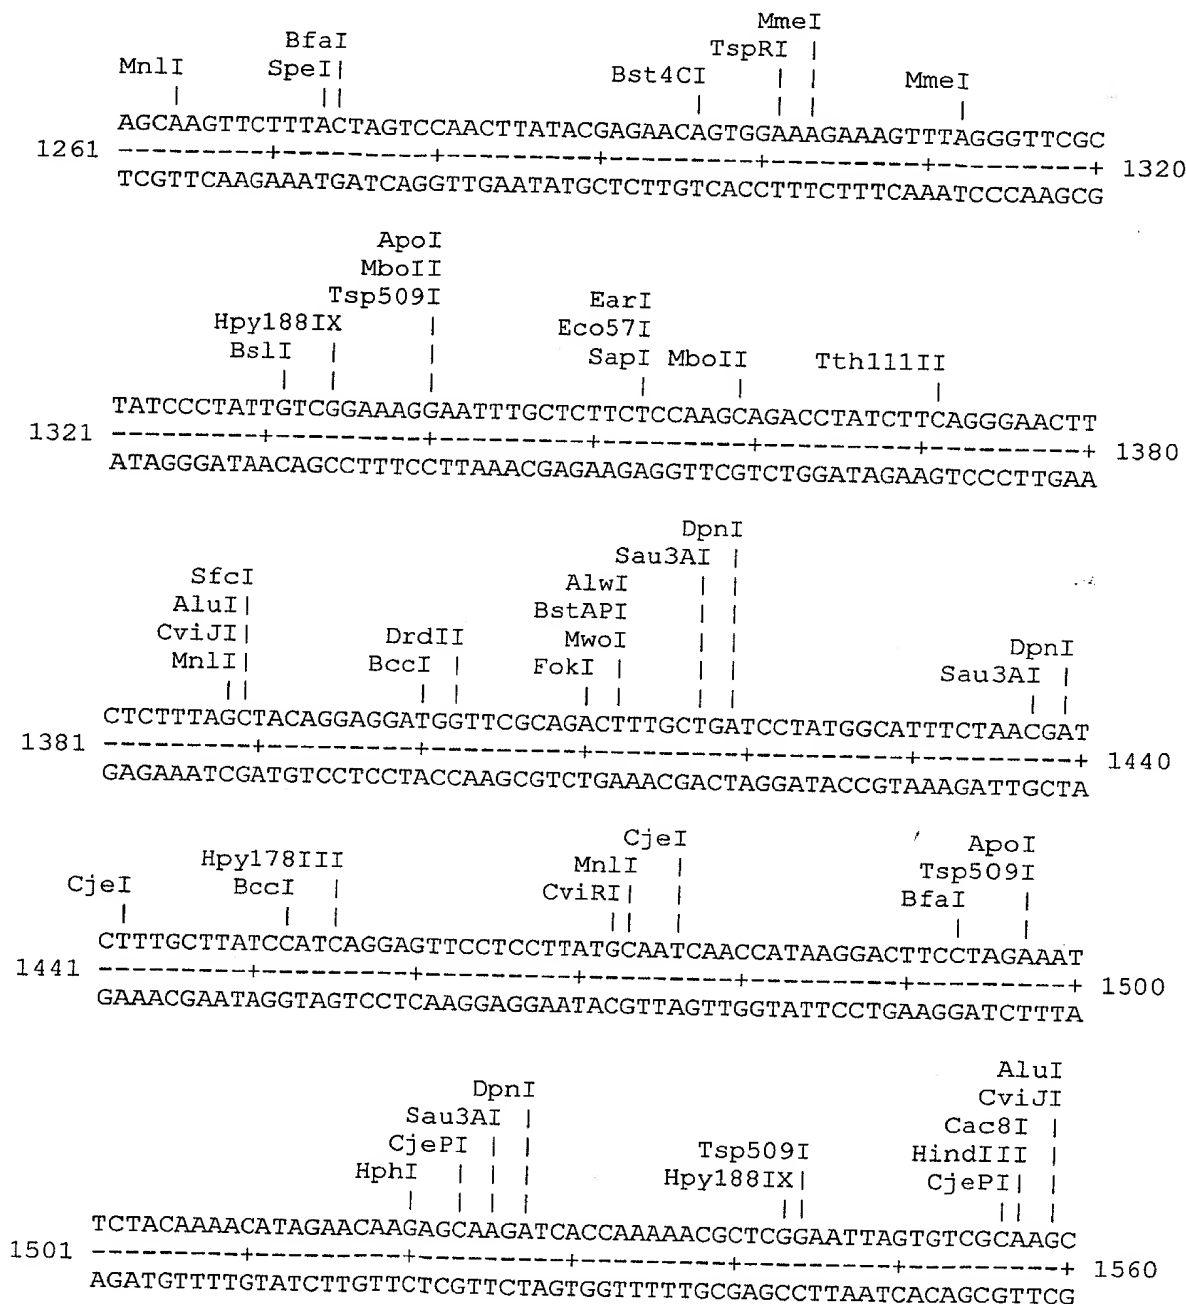 MmeI
BfaI TspRI |
MnlI SpeI| Bst4CI | | MmeI
| || | | | |
AGCAAGTTCTTTACTAGTCCAACTTATACGAGAACAGTGGAAAGAAAGTTTAGGGTTCGC
1261 ---------+---------+---------+---------+---------+---------+ 1320
TCGTTCAAGAAATGATCAGGTTGAATATGCTCTTGTCACCTTTCTTTCAAATCCCAAGCG
ApoI
MboII
Tsp509I EarI
Hpy188IX | Eco57I
BslI | | SapI MboII Tth111II
| | | | | |
TATCCCTATTGTCGGAAAGGAATTTGCTCTTCTCCAAGCAGACCTATCTTCAGGGAACTT
1321 ---------+---------+---------+---------+---------+---------+ 1380
ATAGGGATAACAGCCTTTCCTTAAACGAGAAGAGGTTCGTCTGGATAGAAGTCCCTTGAA
DpnI
Sau3AI |
SfcI AlwI | |
AluI| BstAPI | |
CviJI| DrdII MwoI | | DpnI
MnlI| BccI | FokI | | | Sau3AI |
|| | | | | | | | |
CTCTTTAGCTACAGGAGGATGGTTCGCAGACTTTGCTGATCCTATGGCATTTCTAACGAT
1381 ---------+---------+---------+---------+---------+---------+ 1440
GAGAAATCGATGTCCTCCTACCAAGCGTCTGAAACGACTAGGATACCGTAAAGATTGCTA
CjeI ApoI
Hpy178III MnlI | Tsp509I
CjeI BccI | CviRI| | BfaI |
| | | || | | |
CTTTGCTTATCCATCAGGAGTTCCTCCTTATGCAATCAACCATAAGGACTTCCTAGAAAT
1441 ---------+---------+---------+---------+---------+---------+ 1500
GAAACGAATAGGTAGTCCTCAAGGAGGAATACGTTAGTTGGTATTCCTGAAGGATCTTTA
AluI
DpnI CviJI
Sau3AI | Cac8I |
CjePI | | Tsp509I HindIII |
HphI | | | Hpy188IX| CjePI| |
| | | | || || |
TCTACAAAACATAGAACAAGAGCAAGATCACCAAAAACGCTCGGAATTAGTGTCGCAAGC
1501 ---------+---------+---------+---------+---------+---------+ 1560
AGATGTTTTGTATCTTGTTCTCGTTCTAGTGGTTTTTGCGAGCCTTAATCACAGCGTTCG